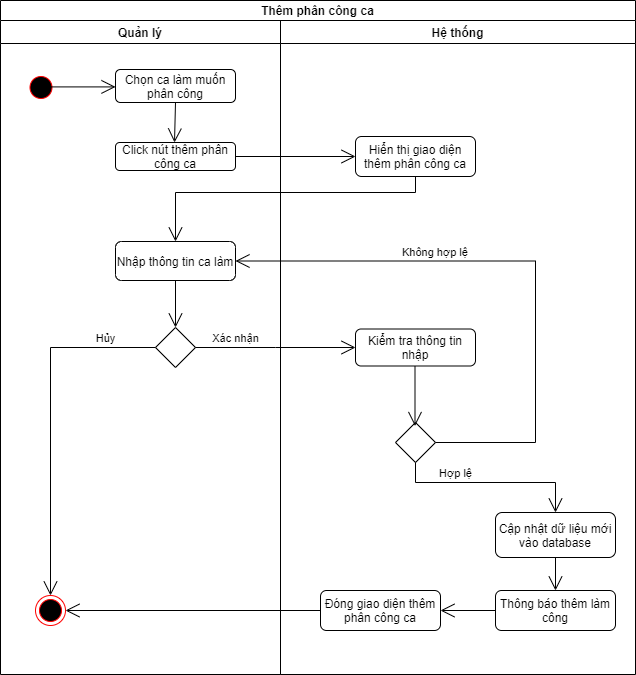 Thêm phân công ca
Quản lý
Hệ thống
Chọn ca làm muốn
phân công
Click nút thêm phân
công ca
Hiển thị giao diện
thêm phân công ca
Nhập thông tin ca làm
Không hợp lệ
Hủy
Xác nhận
Kiểm tra thông tin
nhập
Hợp lệ
Cập nhật dữ liệu mới
vào database
Thông báo thêm làm
công
Đóng giao diện thêm
phân công ca